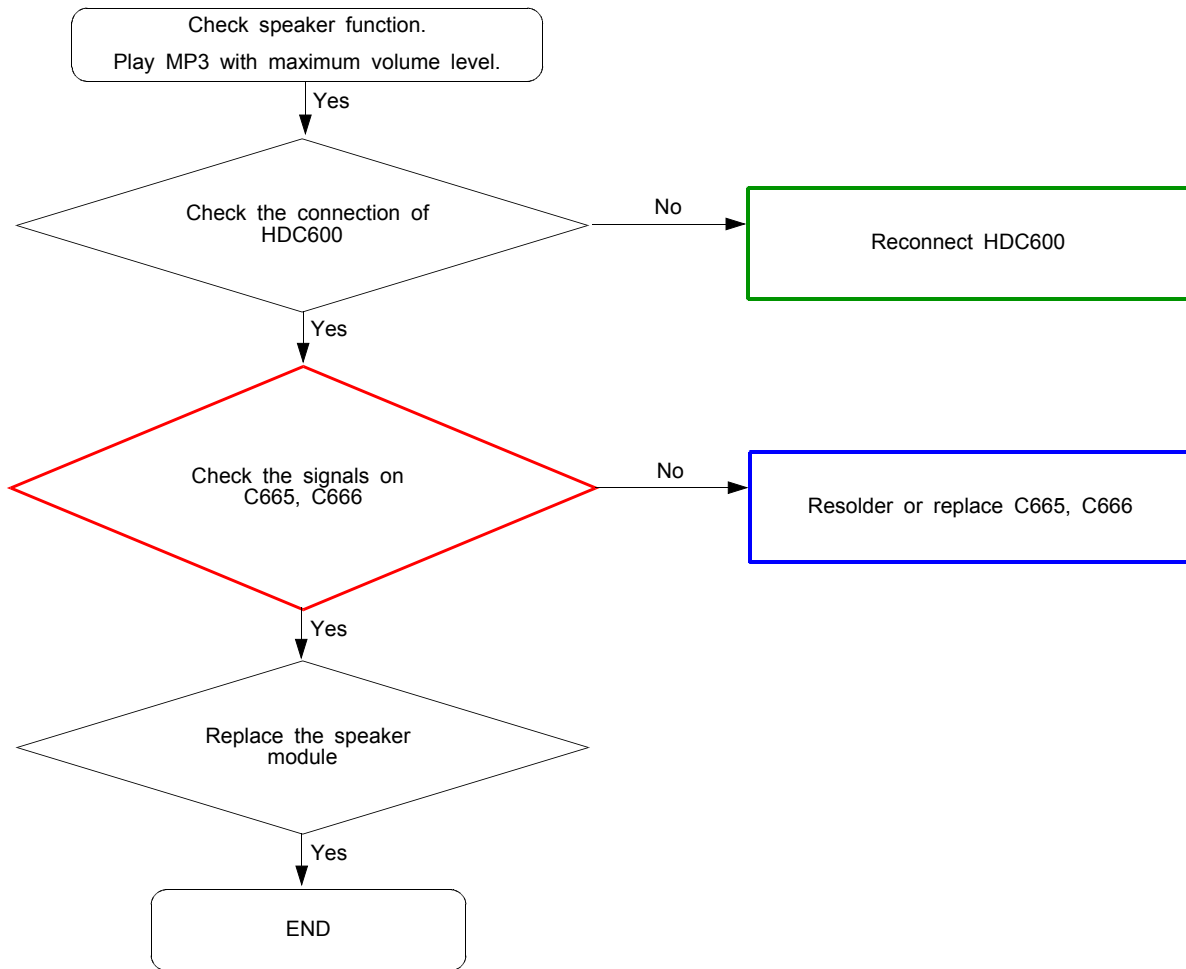 Check speaker function.
Play MP3 with maximum volume level.
Yes
Check the connection of
HDC600
No
Reconnect HDC600
Yes
Check the signals on
C665, C666
No
Resolder or replace C665, C666
Yes
Replace the speaker
module
Yes
END